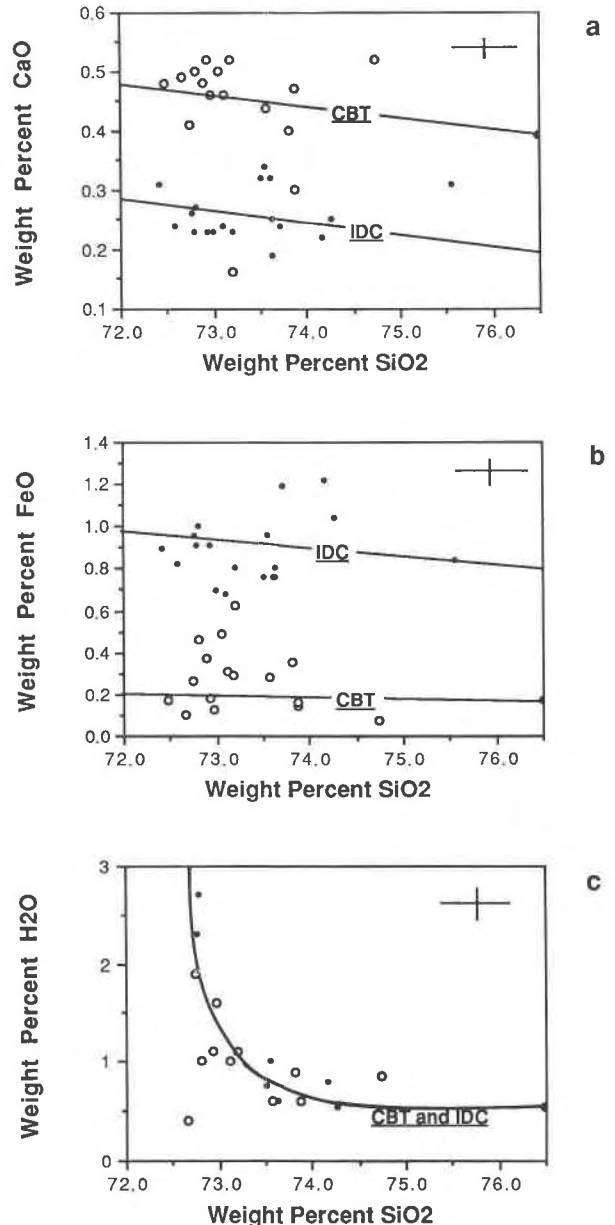 a
Weight Percent CaO
0.6
0.5
0.4
0.3
0.2
0.1
CBT
IDC
72.0 73.0 74.0 75.0 76.0
Weight Percent SiO2
b
Weight Percent FeO
1.4
1.2
1.0
0.8
0.6
0.4
0.2
0.0
IDC
CBT
72.0 73.0 74.0 75.0 76.0
Weight Percent SiO2
c
Weight Percent H2O
3
2
1
0
CBT and IDC
72.0 73.0 74.0 75.0 76.0
Weight Percent SiO2